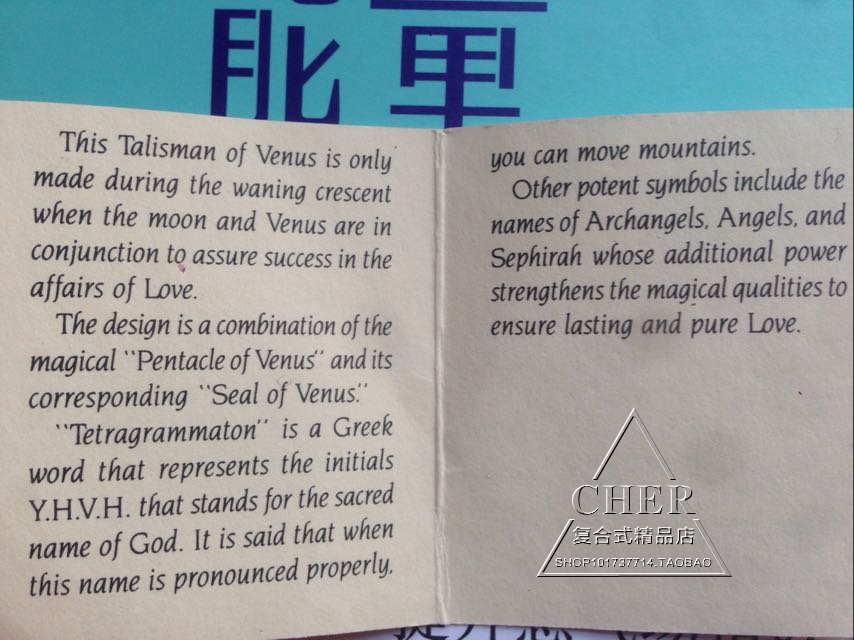 This Talisman of Venus is only
made during the waning crescent
when the moon and Venus are in
conjunction to assure success in the
affairs of Love.
The design is a combination of the
magical "Pentacle of Venus" and its
corresponding "Seal of Venus."
"Tetragrammaton" is a Greek
word that represents the initials
Y.H.V.H. that stands for the sacred
name of God. It is said that when
this name is pronounced properly,
you can move mountains.
Other potent symbols include the
names of Archangels, Angels, and
Sephirah whose additional power
strengthens the magical qualities to
ensure lasting and pure Love.
CHER
复合式精品店
SHOP101737714.TAOBAO